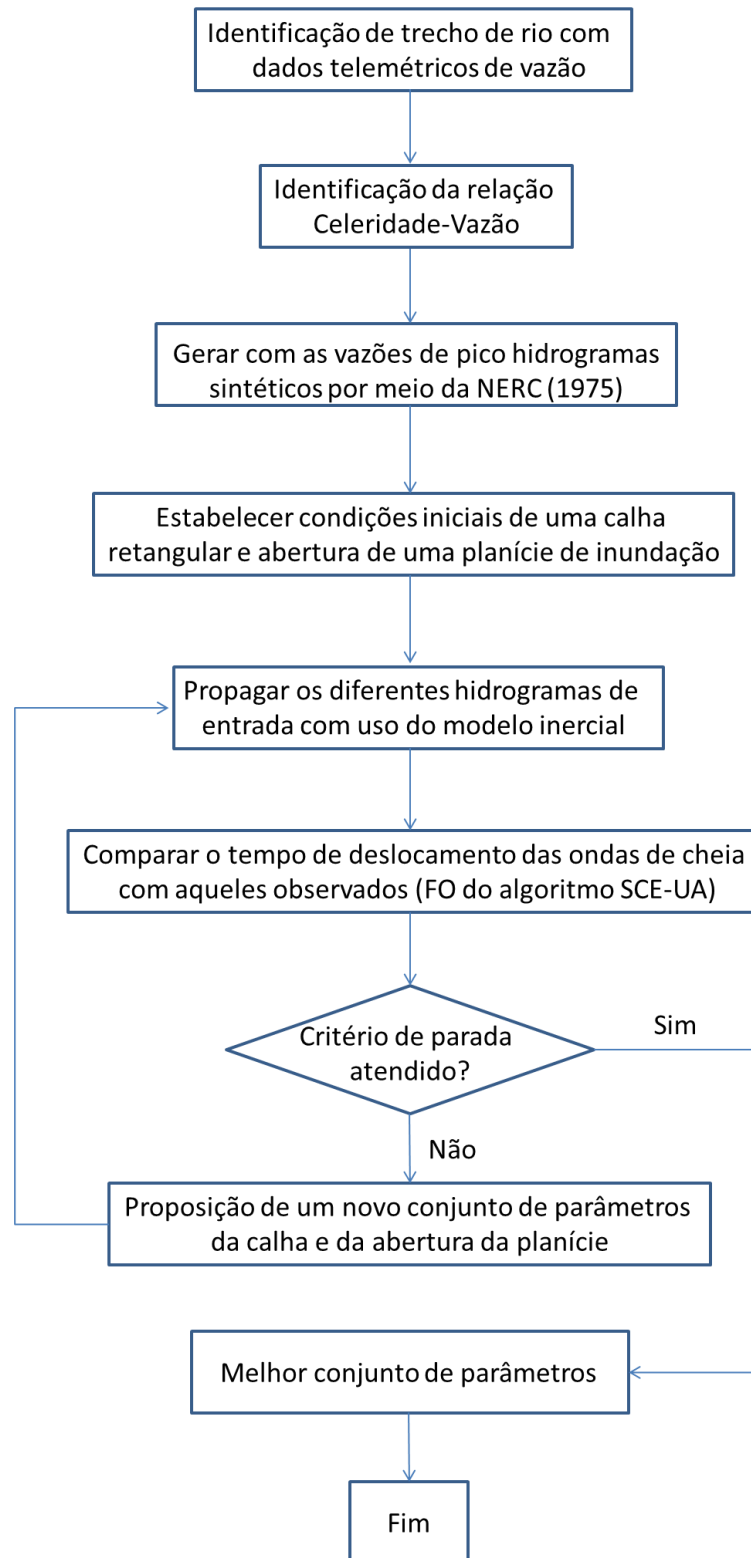 Identificação de trecho de rio com
dados telemétricos de vazão
Identificação da relação
Celeridade-Vazão
Gerar com as vazões de pico hidrogramas
sintéticos por meio da NERC (1975)
Estabelecer condições iniciais de uma calha
retangular e abertura de uma planície de inundação
Propagar os diferentes hidrogramas de
entrada com uso do modelo inercial
Comparar o tempo de deslocamento das ondas de cheia
com aqueles observados (FO do algoritmo SCE-UA)
Critério de parada
atendido?
Sim
Não
Proposição de um novo conjunto de parâmetros
da calha e da abertura da planície
Melhor conjunto de parâmetros
Fim